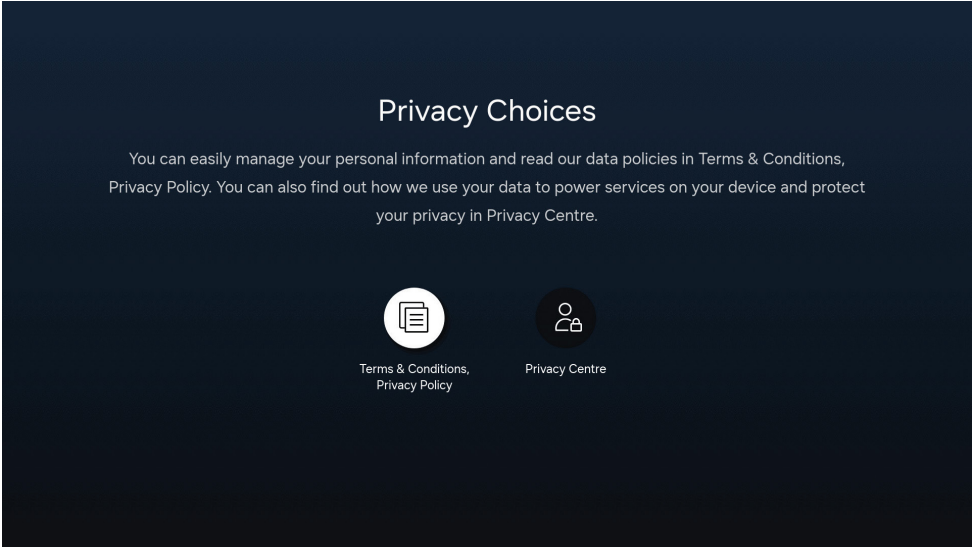 Privacy Choices
You can easily manage your personal information and read our data policies in Terms & Conditions,
Privacy Policy. You can also find out how we use your data to power services on your device and protect
your privacy in Privacy Centre.
Terms & Conditions,
Privacy Policy
Privacy Centre